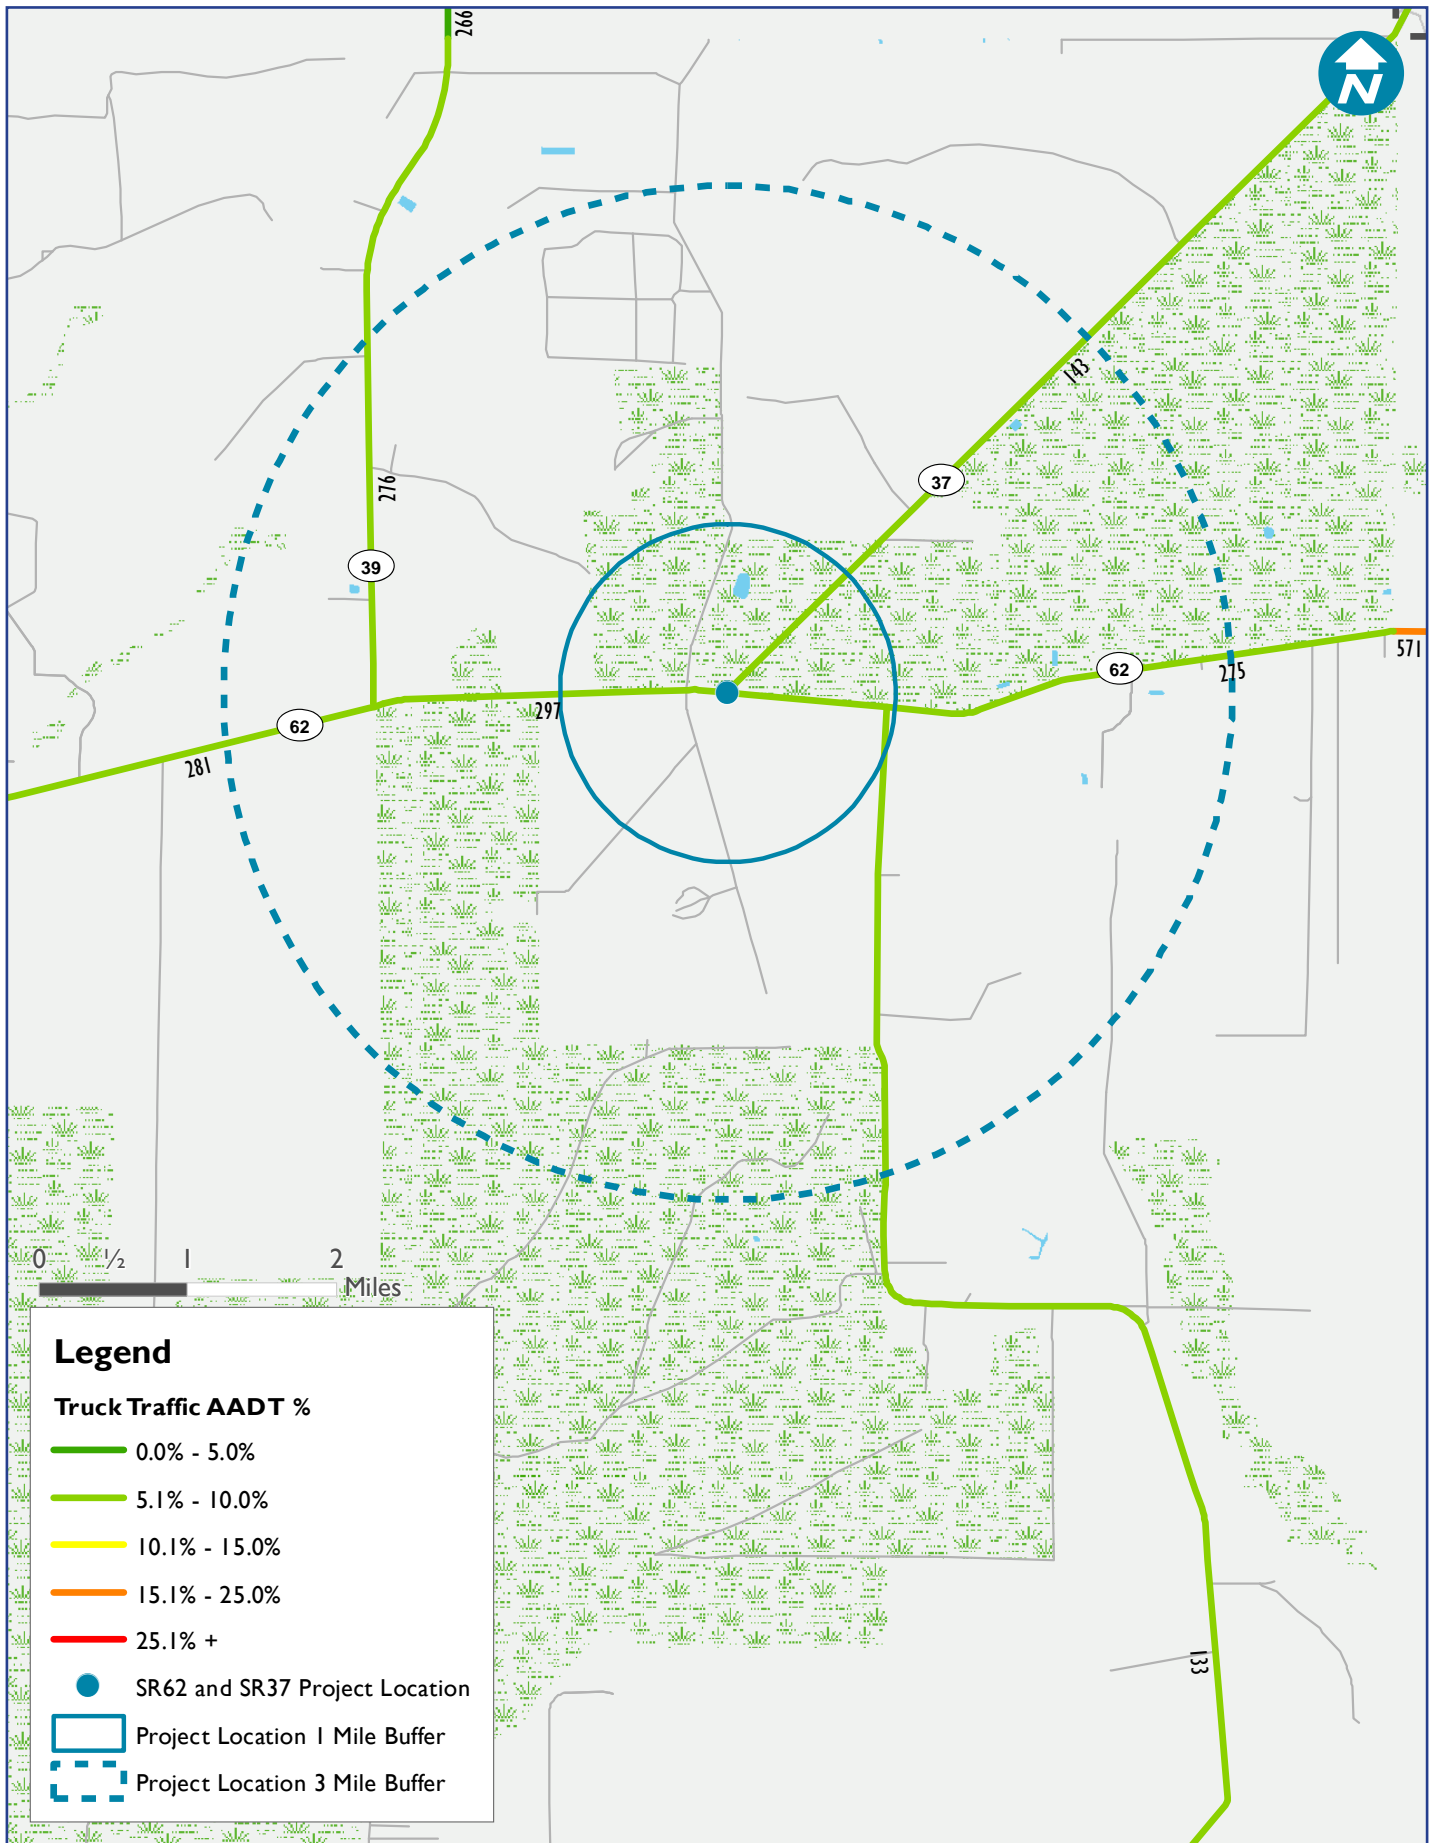 266
N
143
37
276
39
62
275
571
297
62
281
0 ½ 1 2
Miles
Legend
Truck Traffic AADT %
0.0% - 5.0%
5.1% - 10.0%
10.1% - 15.0%
15.1% - 25.0%
25.1% +
SR62 and SR37 Project Location
Project Location 1 Mile Buffer
Project Location 3 Mile Buffer
133